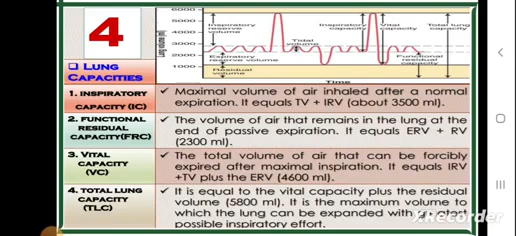 4
6000
5000
4000
3000
2000
1000
Inspiratory reserve volume
Tidal volume
Inspiratory capacity
Vital capacity
Total lung capacity
Expiratory reserve volume
Residual volume
Functional residual capacity
Time
❑ LUNG
CAPACITIES
1. INSPIRATORY
CAPACITY (IC)
✓ Maximal volume of air inhaled after a normal
expiration. It equals TV + IRV (about 3500 ml).
2. FUNCTIONAL
RESIDUAL
CAPACITY(FRC)
✓ The volume of air that remains in the lung at
the end of passive expiration. It equals ERV + RV
(2300 ml).
3. VITAL
CAPACITY
(VC)
✓ The total volume of air that can be forcibly
expired after maximal inspiration. It equals IRV
+TV plus the ERV (4600 ml).
4. TOTAL LUNG
CAPACITY
(TLC)
✓ It is equal to the vital capacity plus the residual
volume (5800 ml). It is the maximum volume to
which the lung can be expanded with
possible inspiratory effort.
XRecorder